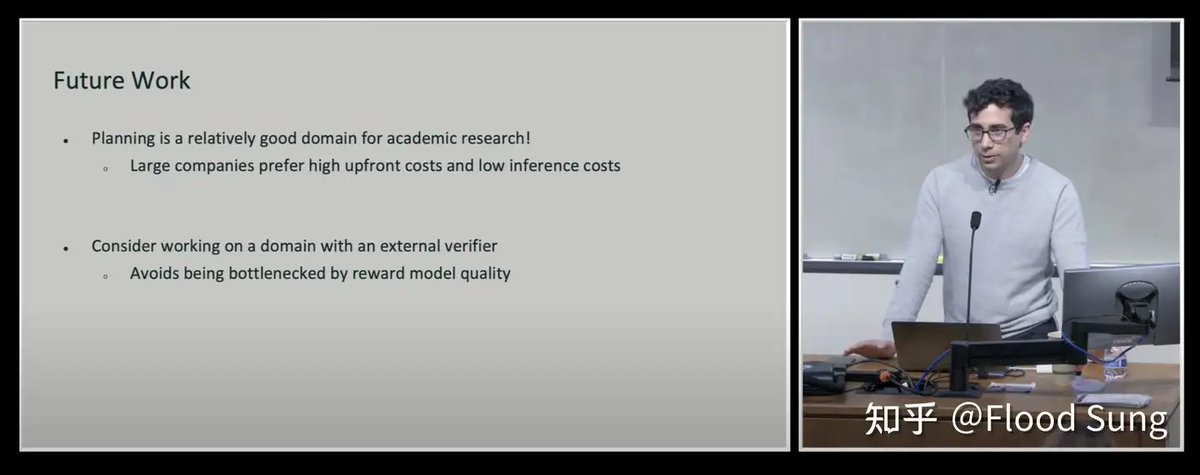 Future Work
• Planning is a relatively good domain for academic research!
○ Large companies prefer high upfront costs and low inference costs
• Consider working on a domain with an external verifier
○ Avoids being bottlenecked by reward model quality
知乎 @Flood Sung